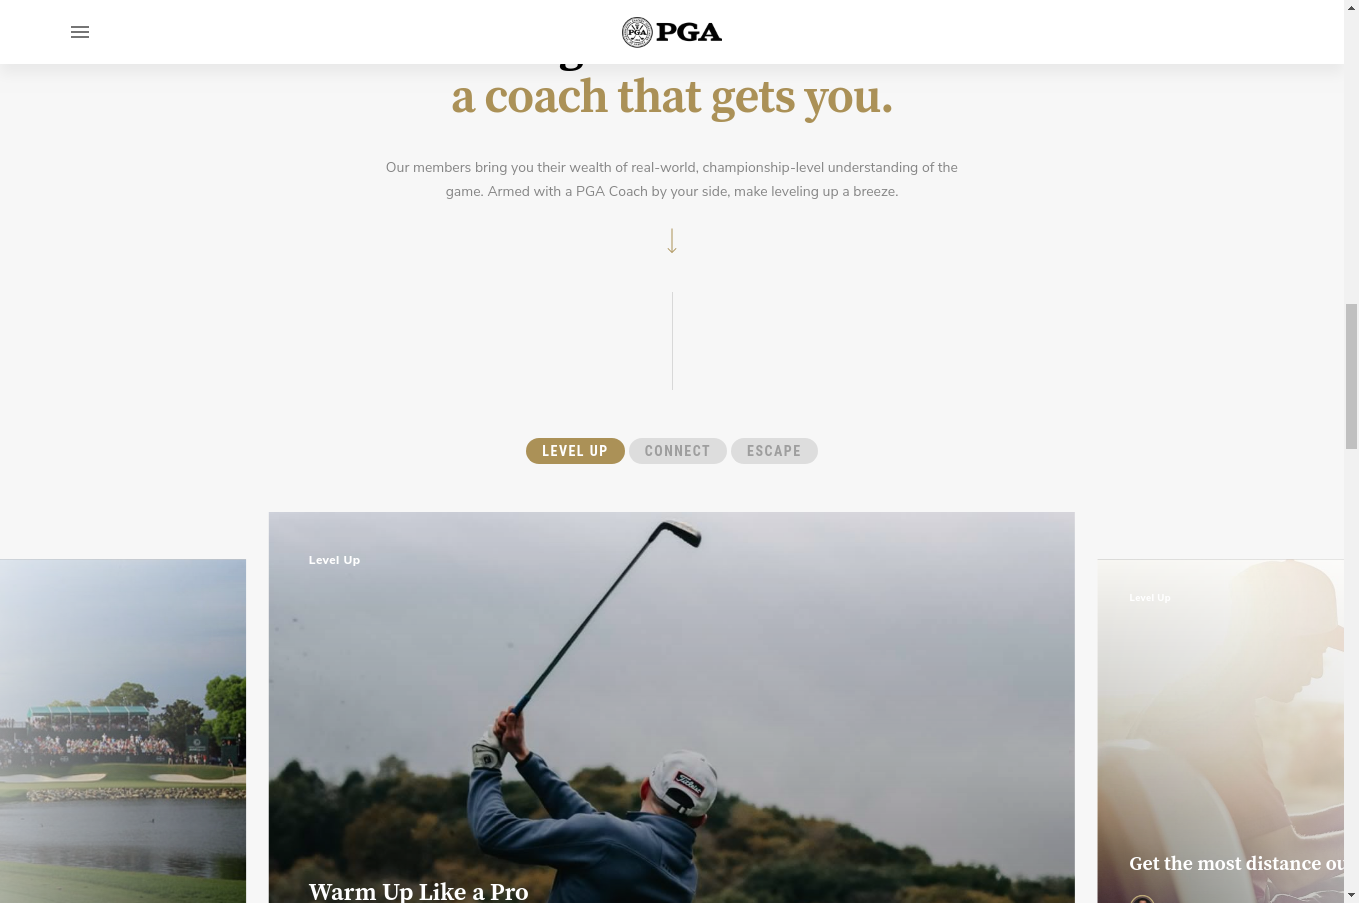 PGA PGA
a coach that gets you.
Our members bring you their wealth of real-world, championship-level understanding of the
game. Armed with a PGA Coach by your side, make leveling up a breeze.
LEVEL UP CONNECT ESCAPE
Level Up
Level Up
Titleist
Get the most distance ou
Warm Up Like a Pro